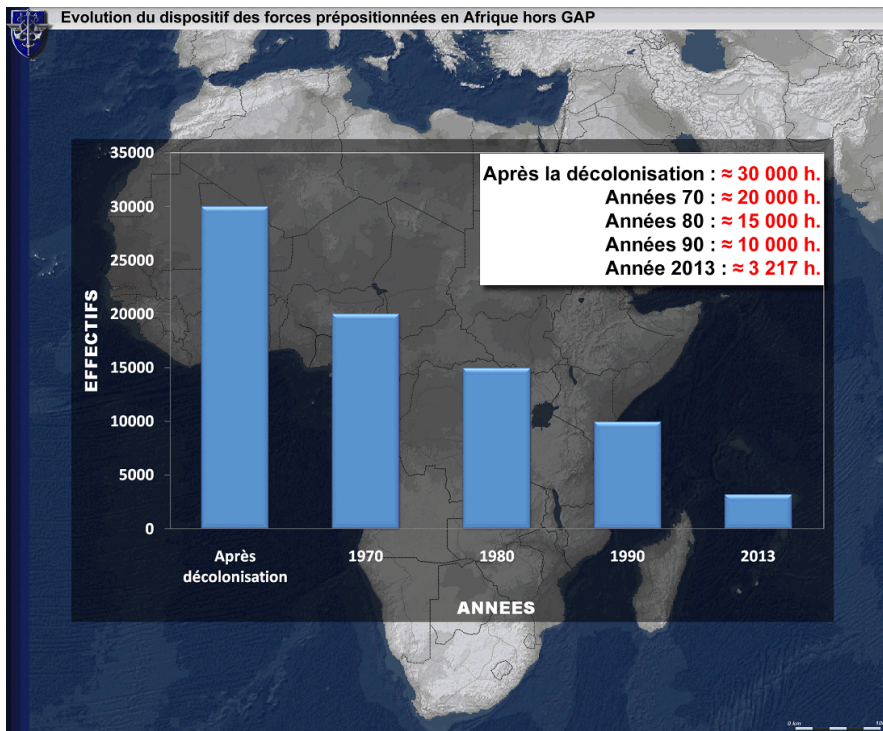 Evolution du dispositif des forces prépositionnées en Afrique hors GAP
Après la décolonisation : ≈ 30 000 h.
Années 70 : ≈ 20 000 h.
Années 80 : ≈ 15 000 h.
Années 90 : ≈ 10 000 h.
Année 2013 : ≈ 3 217 h.
EFFECTIFS
35000
30000
25000
20000
15000
10000
5000
0
Après
décolonisation
1970
1980
1990
2013
ANNEES
0 km